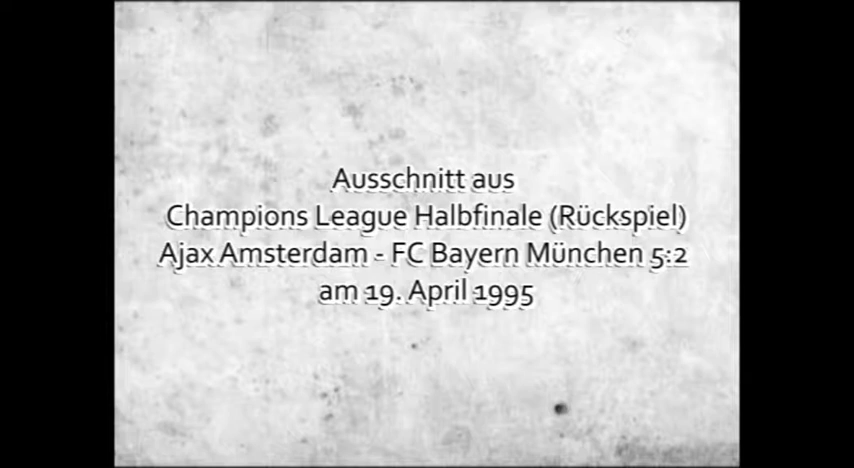 Ausschnitt aus
Champions League Halbfinale (Rückspiel)
Ajax Amsterdam - FC Bayern München 5:2
am 19. April 1995